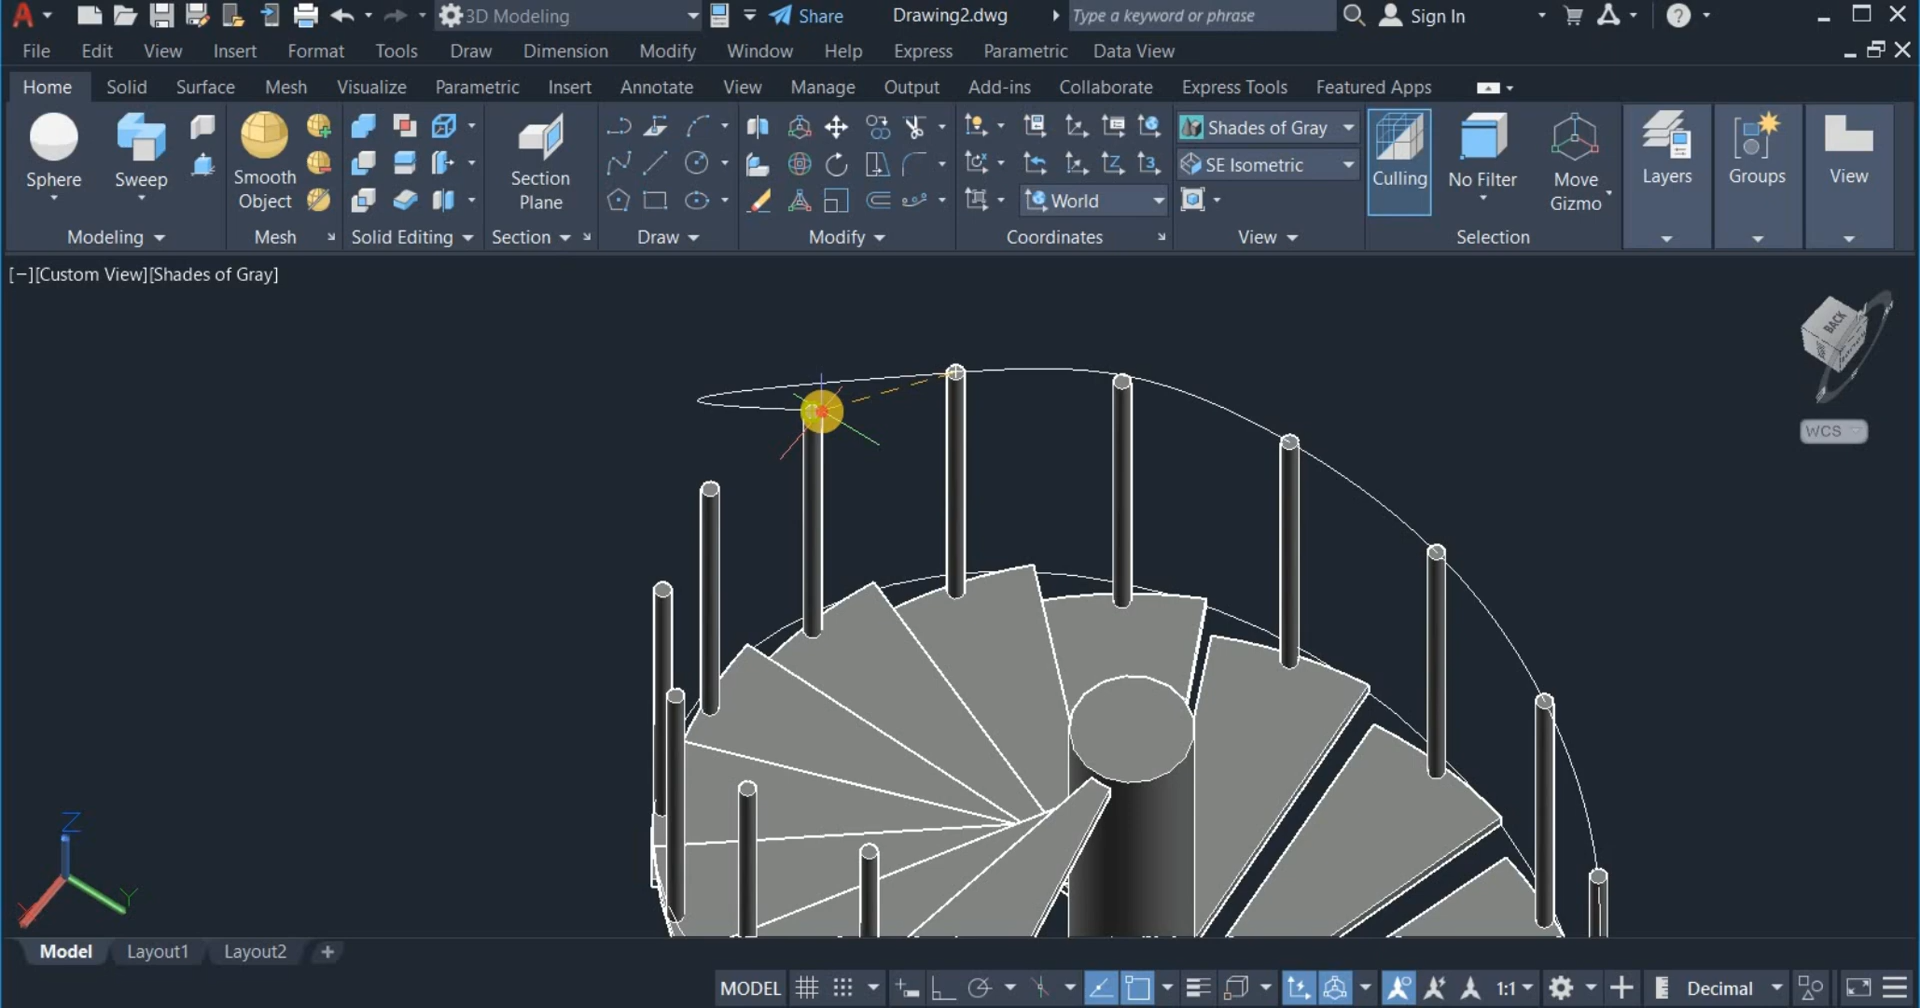 3D Modeling Share Drawing2.dwg Type a keyword or phrase Sign In
File Edit View Insert Format Tools Draw Dimension Modify Window Help Express Parametric Data View
Home Solid Surface Mesh Visualize Parametric Insert Annotate View Manage Output Add-ins Collaborate Express Tools Featured Apps
Sphere
Sweep
Smooth Object
Section Plane
World
Shades of Gray
SE Isometric
Culling
No Filter
Move Gizmo
Layers
Groups
View
Modeling Mesh Solid Editing Section Draw Modify Coordinates View Selection
[−][Custom View][Shades of Gray]
BACK
WCS
Z
Y
X
Model Layout1 Layout2 +
MODEL 1:1 Decimal